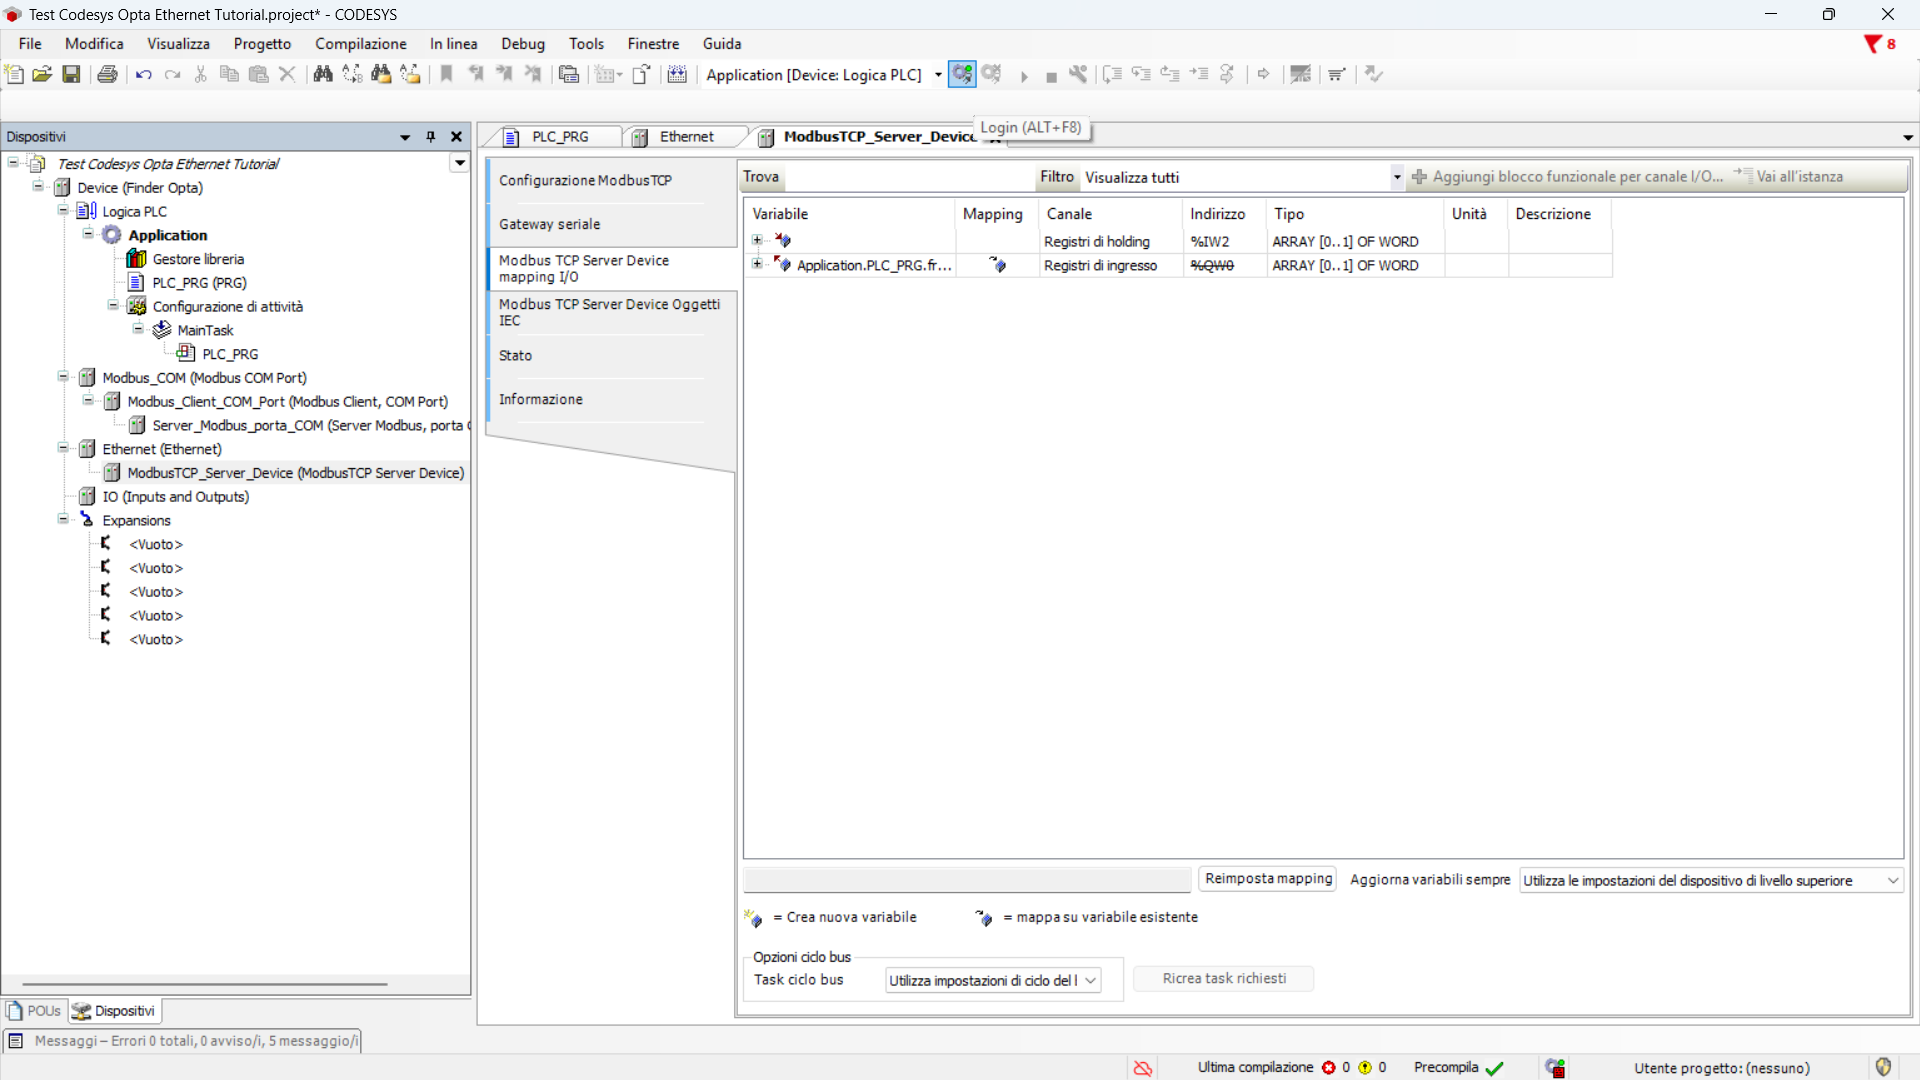 Test Codesys Opta Ethernet Tutorial.project* - CODESYS
File Modifica Visualizza Progetto Compilazione In linea Debug Tools Finestre Guida
8
Application [Device: Logica PLC]
Login (ALT+F8)
Dispositivi
Test Codesys Opta Ethernet Tutorial
Device (Finder Opta)
Logica PLC
Application
Gestore libreria
PLC_PRG (PRG)
Configurazione di attività
MainTask
PLC_PRG
Modbus_COM (Modbus COM Port)
Modbus_Client_COM_Port (Modbus Client, COM Port)
Server_Modbus_porta_COM (Server Modbus, porta
Ethernet (Ethernet)
ModbusTCP_Server_Device (ModbusTCP Server Device)
IO (Inputs and Outputs)
Expansions
<Vuoto>
<Vuoto>
<Vuoto>
<Vuoto>
<Vuoto>
POUs Dispositivi
PLC_PRG Ethernet ModbusTCP_Server_Device
Configurazione ModbusTCP
Gateway seriale
Modbus TCP Server Device
mapping I/O
Modbus TCP Server Device Oggetti
IEC
Stato
Informazione
Trova Filtro Visualizza tutti Aggiungi blocco funzionale per canale I/O... Vai all'istanza
Variabile Mapping Canale Indirizzo Tipo Unità Descrizione
Registri di holding %IW2 ARRAY [0..1] OF WORD
Application.PLC_PRG.fr... Registri di ingresso %QW0 ARRAY [0..1] OF WORD
Reimposta mapping Aggiorna variabili sempre Utilizza le impostazioni del dispositivo di livello superiore
= Crea nuova variabile = mappa su variabile esistente
Opzioni ciclo bus
Task ciclo bus Utilizza impostazioni di ciclo del Ricrea task richiesti
Messaggi – Errori 0 totali, 0 avviso/i, 5 messaggio/i
Ultima compilazione 0 0 Precompila Utente progetto: (nessuno)